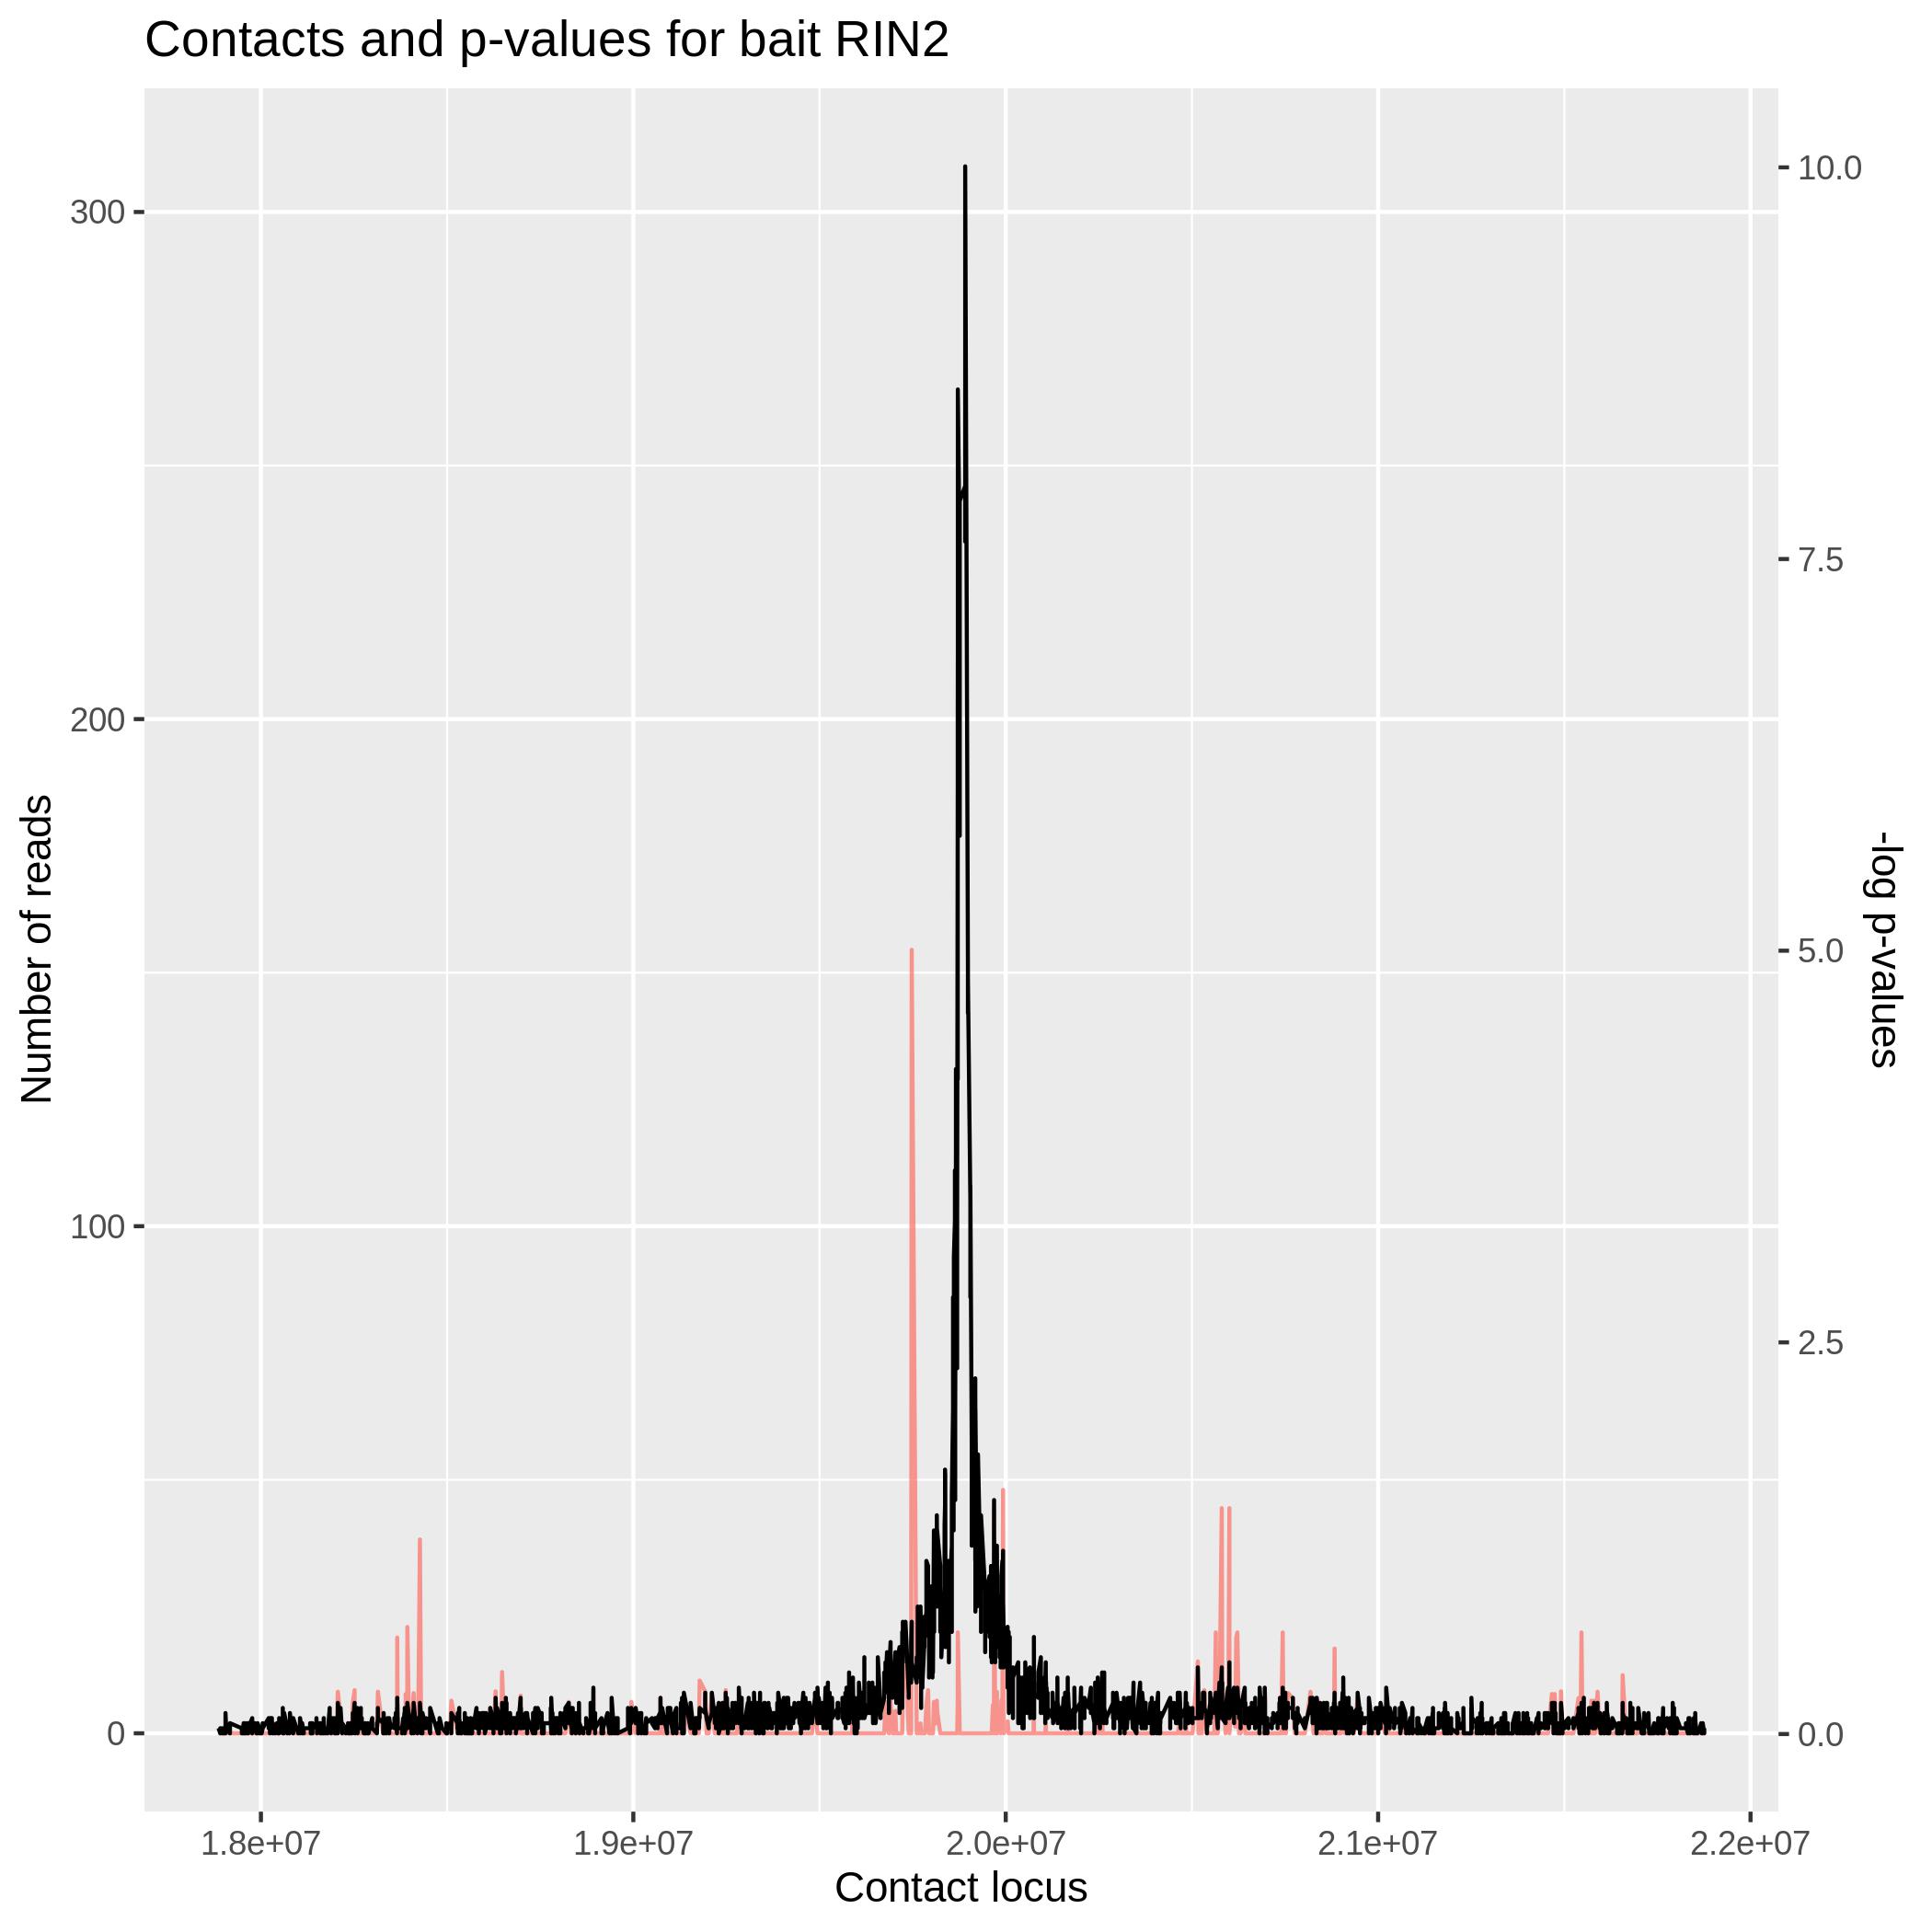 Contacts and p-values for bait RIN2
300
200
100
0
Number of reads
10.0
7.5
5.0
2.5
0.0
-log p-values
1.8e+07
1.9e+07
2.0e+07
2.1e+07
2.2e+07
Contact locus